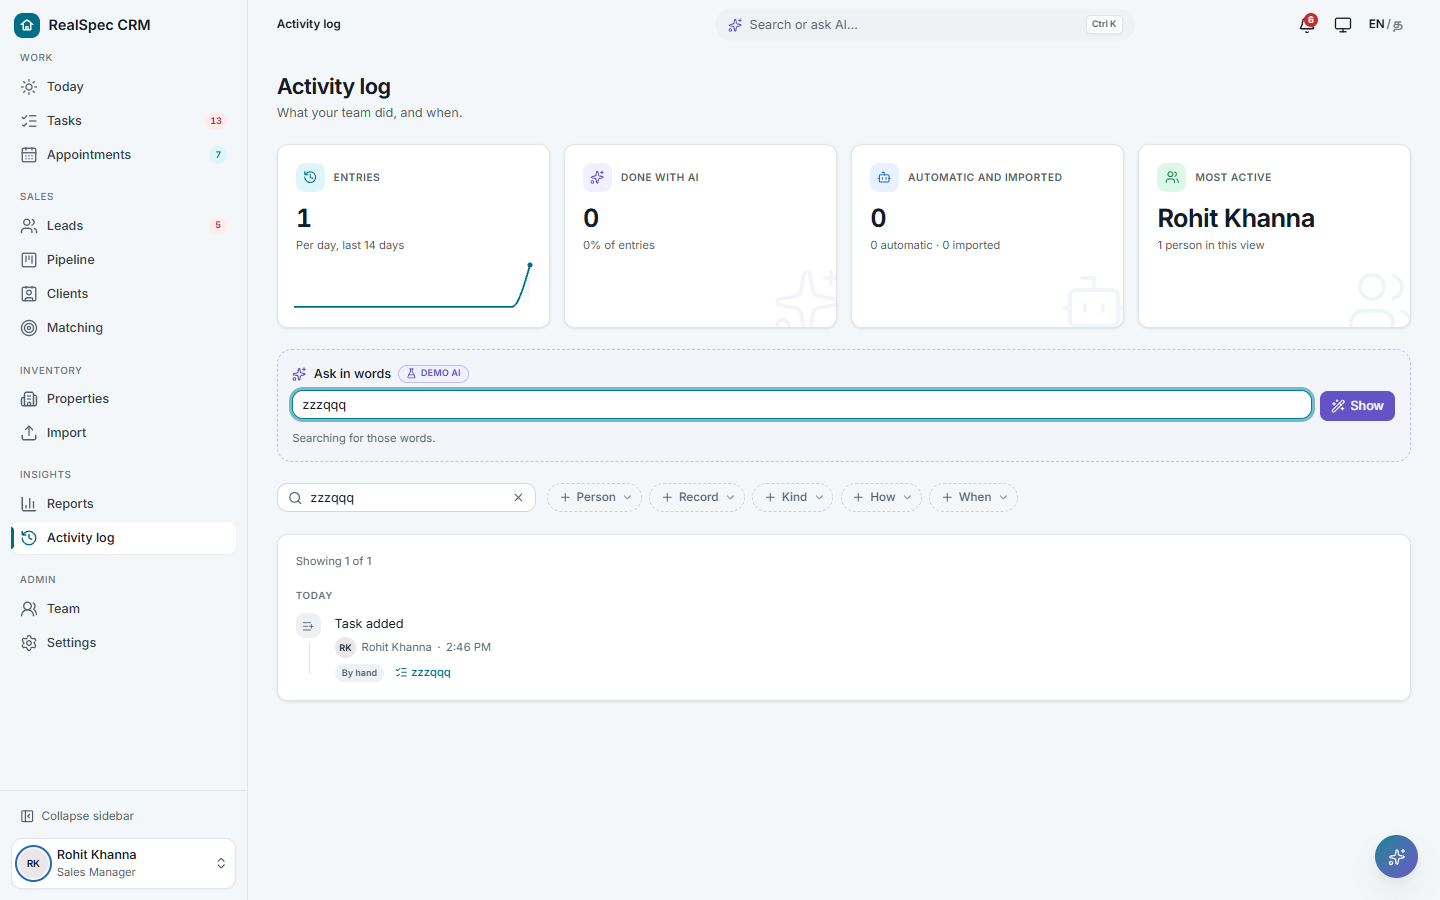 RealSpec CRM
WORK
Today
Tasks 13
Appointments 7
SALES
Leads 5
Pipeline
Clients
Matching
INVENTORY
Properties
Import
INSIGHTS
Reports
Activity log
ADMIN
Team
Settings
Collapse sidebar
RK
Rohit Khanna
Sales Manager
Activity log
Search or ask AI... Ctrl K
6
EN / த
Activity log
What your team did, and when.
ENTRIES
1
Per day, last 14 days
DONE WITH AI
0
0% of entries
AUTOMATIC AND IMPORTED
0
0 automatic · 0 imported
MOST ACTIVE
Rohit Khanna
1 person in this view
Ask in words DEMO AI
zzzqqq Show
Searching for those words.
zzzqqq Person Record Kind How When
Showing 1 of 1
TODAY
Task added
RK Rohit Khanna · 2:46 PM
By hand zzzqqq